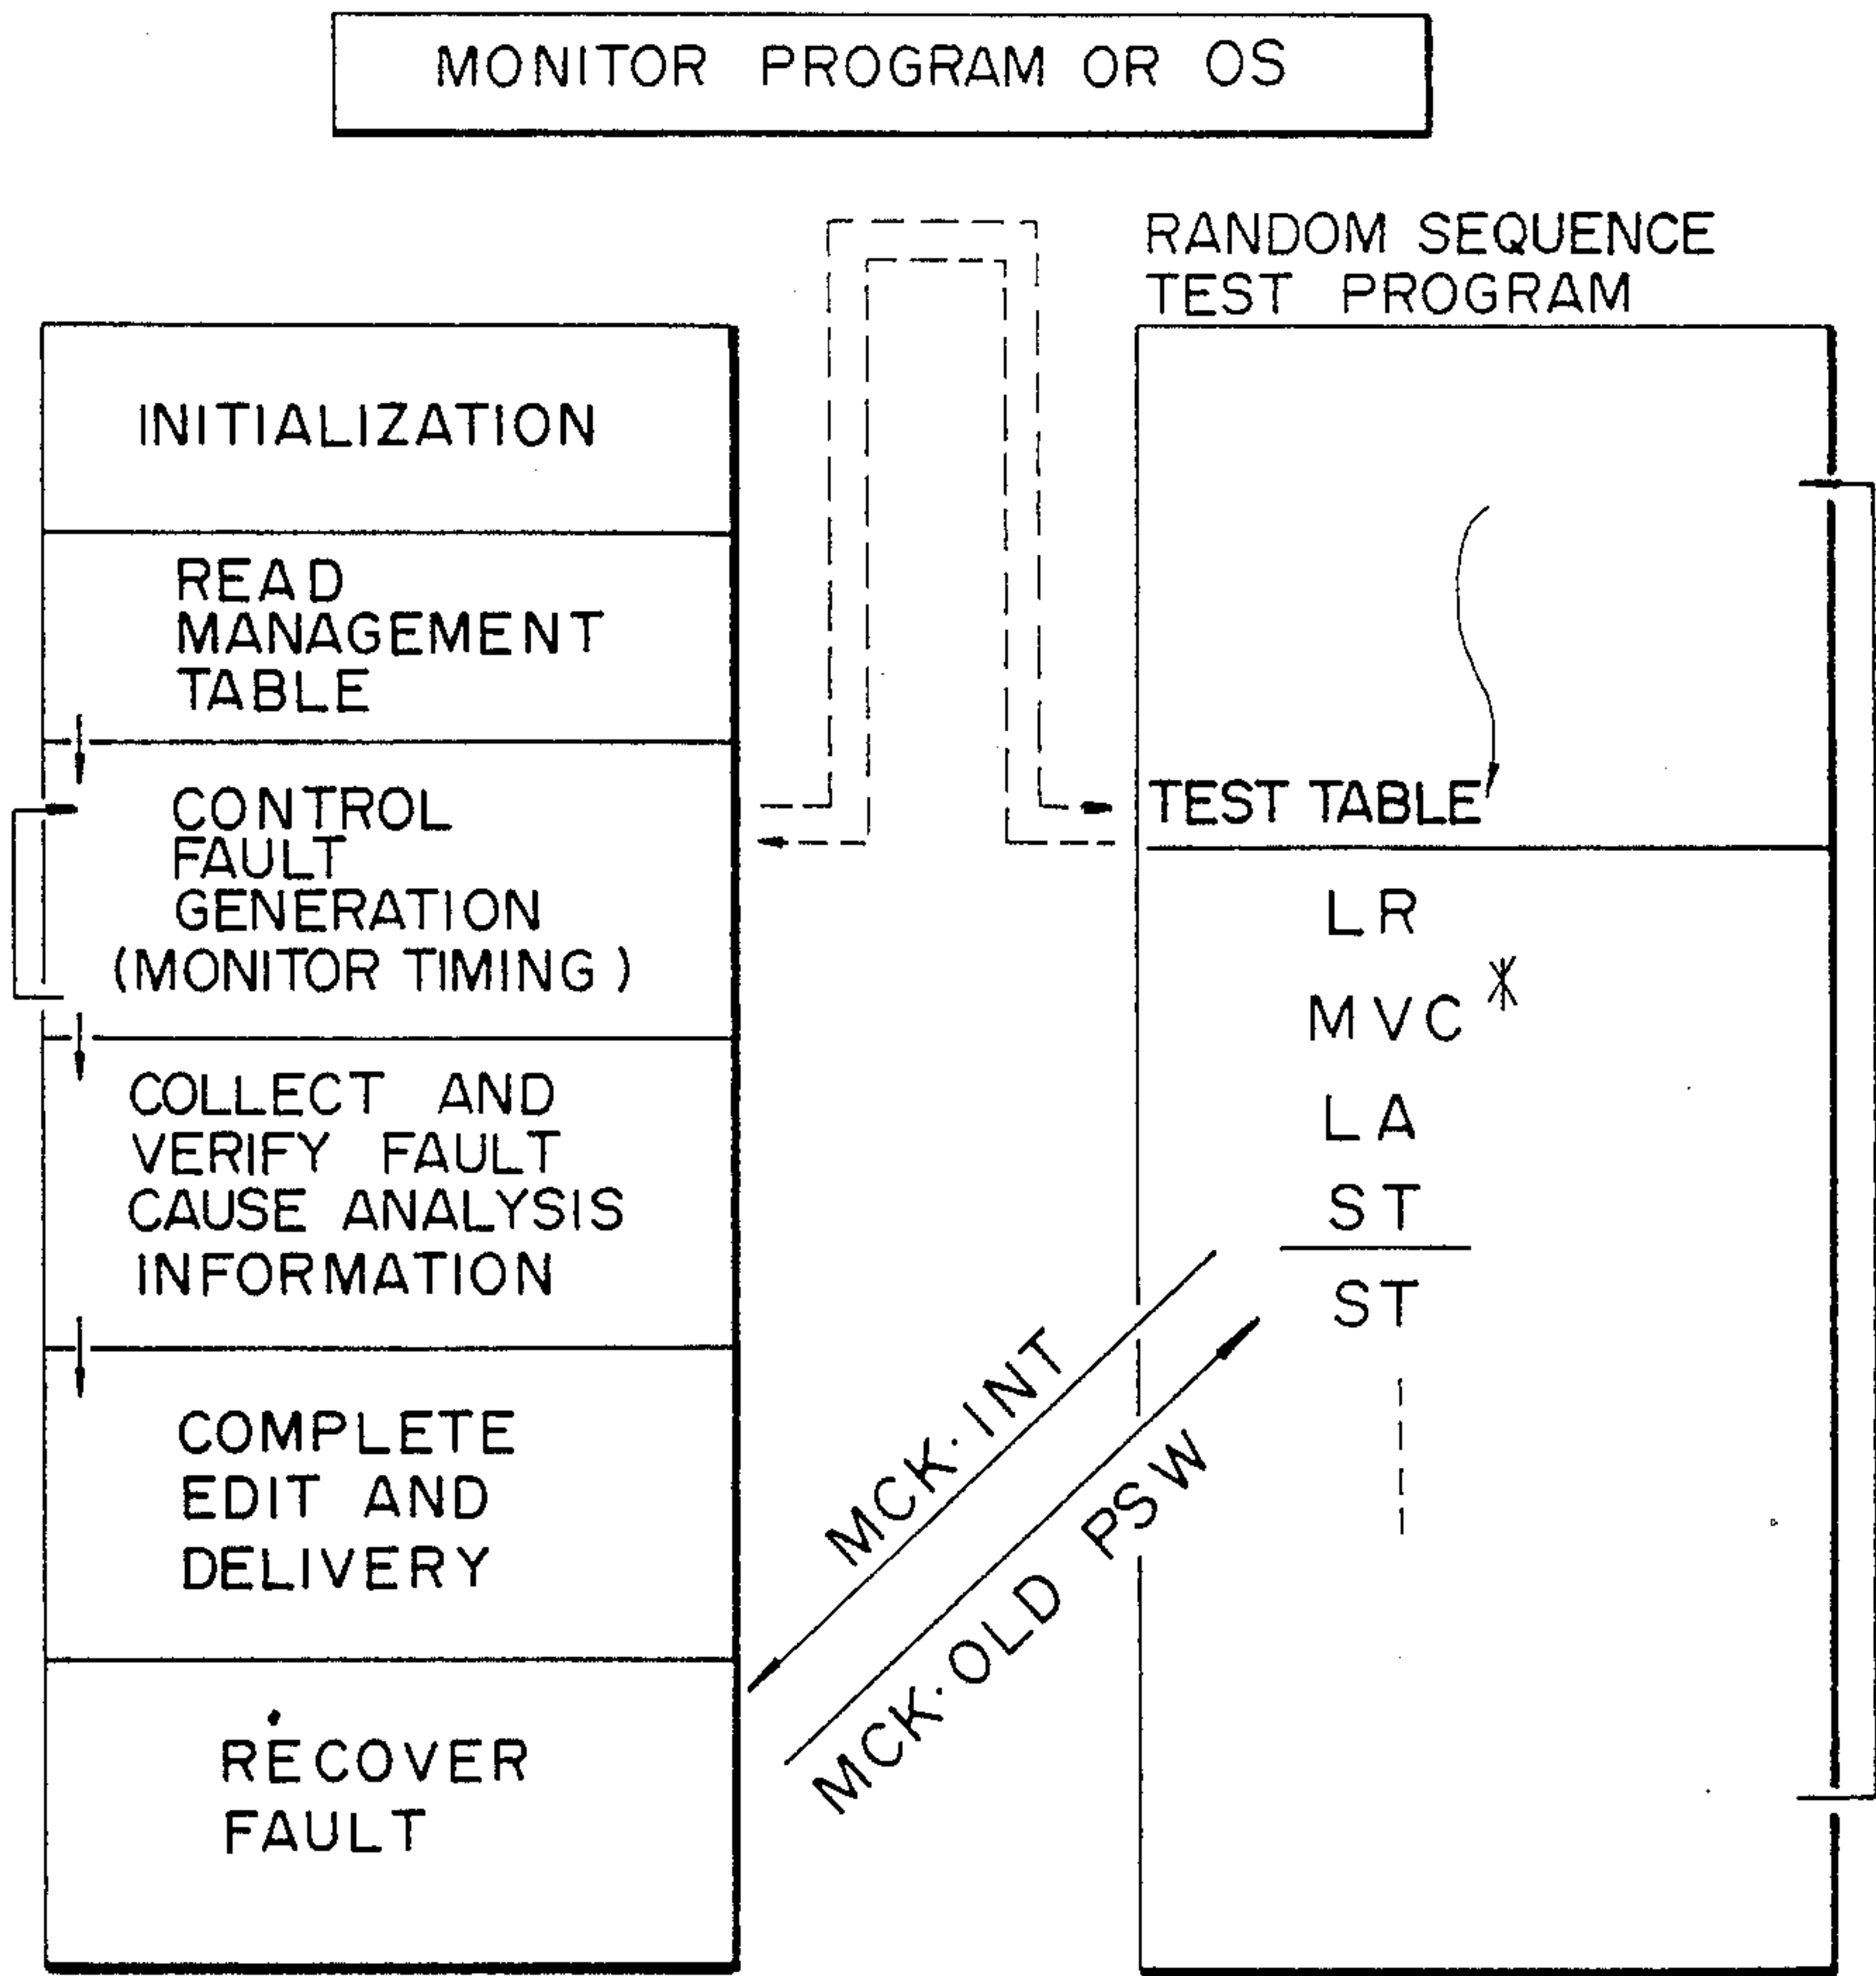 MONITOR PROGRAM OR OS
RANDOM SEQUENCE
TEST PROGRAM
INITIALIZATION
READ
MANAGEMENT
TABLE
CONTROL
FAULT
GENERATION
(MONITOR TIMING)
COLLECT AND
VERIFY FAULT
CAUSE ANALYSIS
INFORMATION
COMPLETE
EDIT AND
DELIVERY
RECOVER
FAULT
MCK·INT
MCK·OLD PSW
TEST TABLE
LR
MVC*
LA
ST
ST